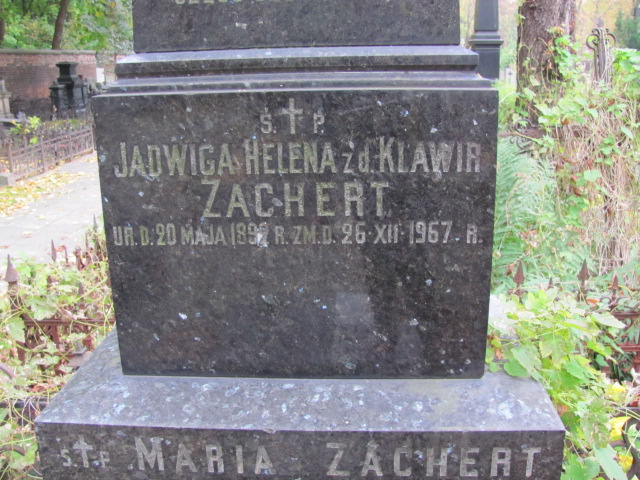 Ś. † P.
JADWIGA HELENA z d. KLAWIR
ZACHERT
UR. D. 20 MAJA R. ZM. D. 26 · XII · 1967 · R.
Ś † P MARIA ZACHERT